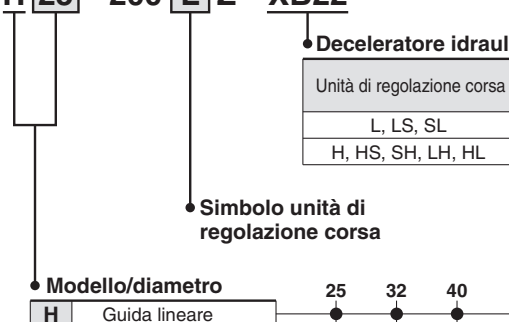 XB22
Deceleratore idraul
Unità di regolazione corsa
L, LS, SL
H, HS, SH, LH, HL
Simbolo unità di
regolazione corsa
Modello/diametro
25 32 40
H Guida lineare